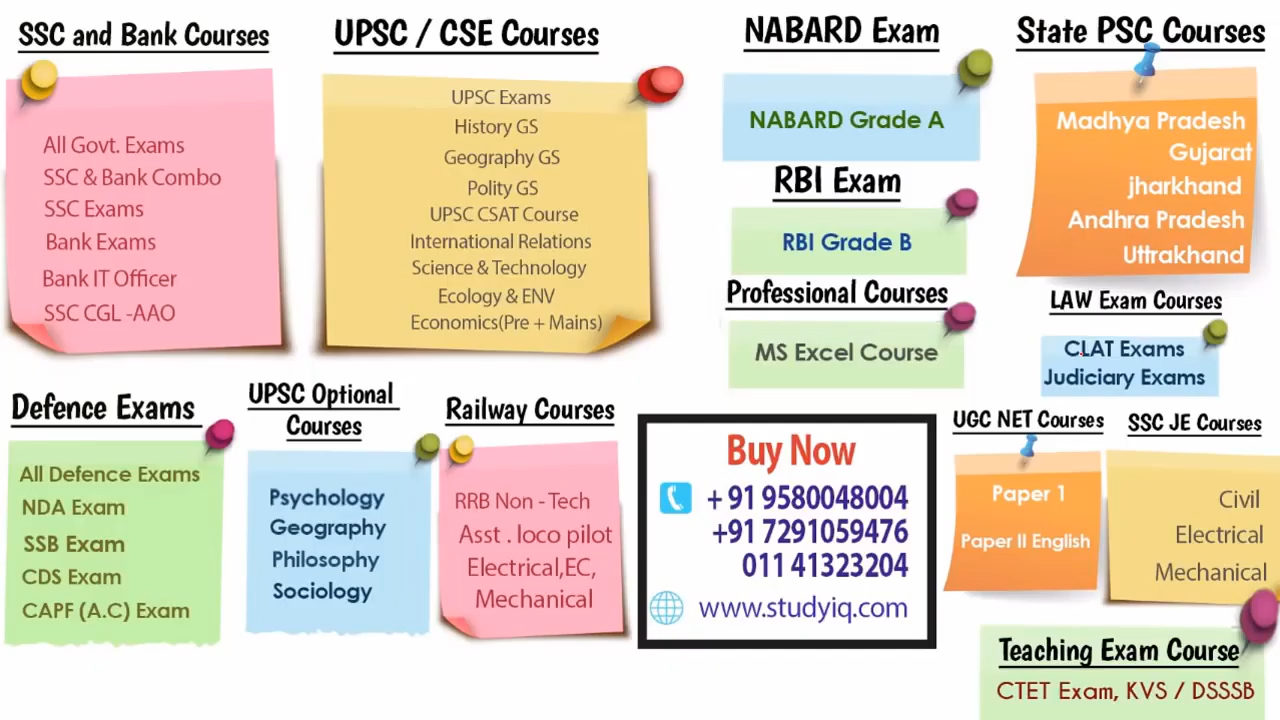 SSC and Bank Courses
All Govt. Exams
SSC & Bank Combo
SSC Exams
Bank Exams
Bank IT Officer
SSC CGL -AAO
UPSC / CSE Courses
UPSC Exams
History GS
Geography GS
Polity GS
UPSC CSAT Course
International Relations
Science & Technology
Ecology & ENV
Economics(Pre + Mains)
NABARD Exam
NABARD Grade A
RBI Exam
RBI Grade B
Professional Courses
MS Excel Course
State PSC Courses
Madhya Pradesh
Gujarat
jharkhand
Andhra Pradesh
Uttrakhand
LAW Exam Courses
CLAT Exams
Judiciary Exams
Defence Exams
All Defence Exams
NDA Exam
SSB Exam
CDS Exam
CAPF (A.C) Exam
UPSC Optional
Courses
Psychology
Geography
Philosophy
Sociology
Railway Courses
RRB Non - Tech
Asst . loco pilot
Electrical,EC,
Mechanical
Buy Now
+ 91 9580048004
+91 7291059476
011 41323204
www.studyiq.com
UGC NET Courses
Paper 1
Paper II English
SSC JE Courses
Civil
Electrical
Mechanical
Teaching Exam Course
CTET Exam, KVS / DSSSB